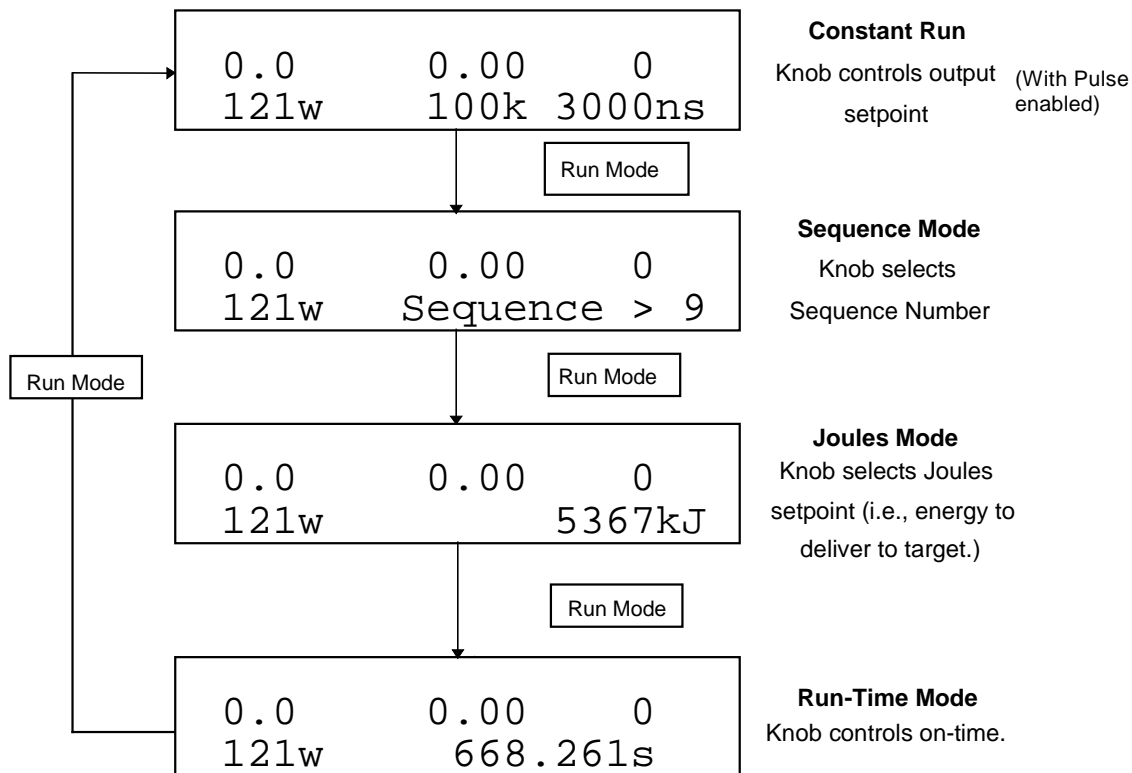 0.0 0.00 0
121w 100k 3000ns
Constant Run
Knob controls output
setpoint
(With Pulse
enabled)
Run Mode
0.0 0.00 0
121w Sequence > 9
Sequence Mode
Knob selects
Sequence Number
Run Mode
Run Mode
0.0 0.00 0
121w 5367kJ
Joules Mode
Knob selects Joules
setpoint (i.e., energy to
deliver to target.)
Run Mode
0.0 0.00 0
121w 668.261s
Run-Time Mode
Knob controls on-time.